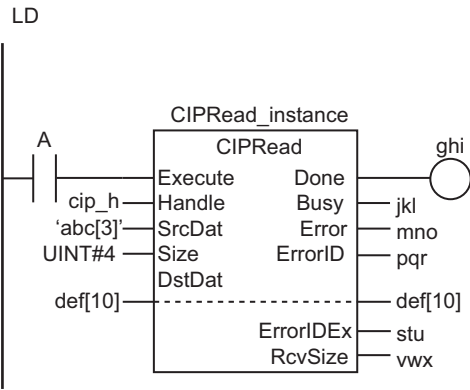 LD
CIPRead_instance
A
CIPRead
ghi
Execute
Done
cip_h
Handle
Busy
jkl
‘abc[3]’
SrcDat
Error
mno
UINT#4
Size
ErrorID
pqr
DstDat
def[10]
def[10]
ErrorIDEx
stu
RcvSize
vwx